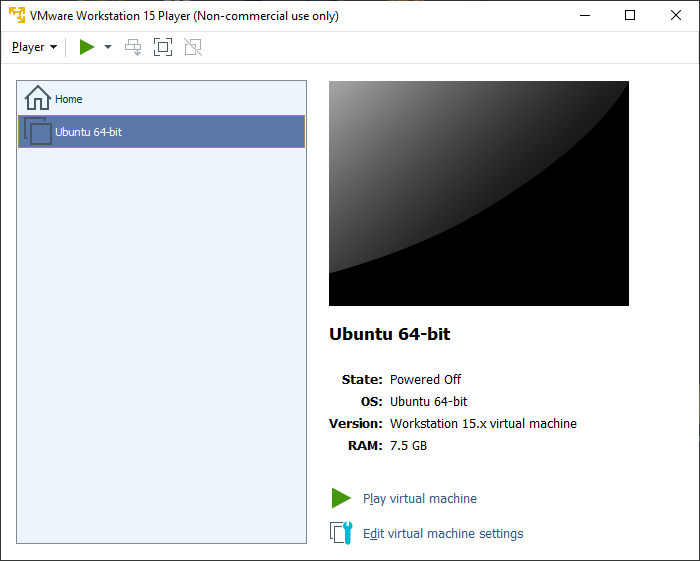 VMware Workstation 15 Player (Non-commercial use only)
Player
Home
Ubuntu 64-bit
Ubuntu 64-bit
State: Powered Off
OS: Ubuntu 64-bit
Version: Workstation 15.x virtual machine
RAM: 7.5 GB
Play virtual machine
Edit virtual machine settings